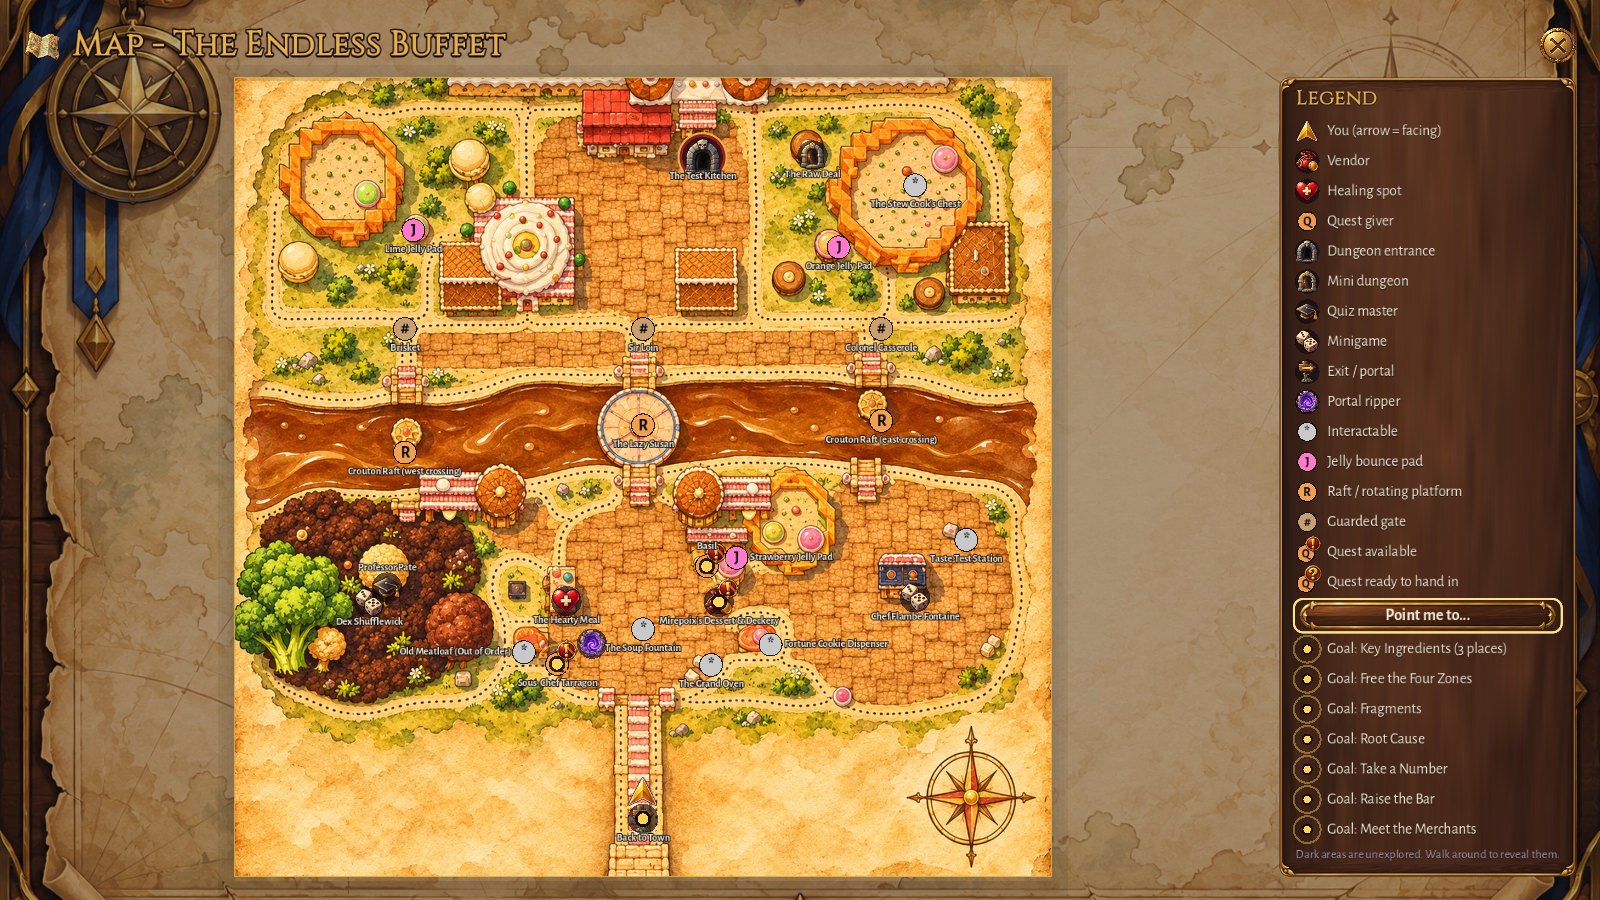 Map - The Endless Buffet
The Test Kitchen
The Raw Deal
The Stew Cook's Chest
J
Lime Jelly Pad
J
Orange Jelly Pad
#
Brisket
#
Sir Loin
#
Colonel Casserole
R
The Lazy Susan
R
Crouton Raft (east crossing)
R
Crouton Raft (west crossing)
Basil
J
Strawberry Jelly Pad
Taste Test Station
Professor Pate
Dex Shufflewick
The Hearty Meal
Mirepoix's Dessert & Deckery
Chef Flambe Fontaine
Old Meatloaf (Out of Order)
The Soup Fountain
Fortune Cookie Dispenser
Sous-Chef Tarragon
The Grand Oven
Back to Town
Legend
You (arrow = facing)
Vendor
Healing spot
Q Quest giver
Dungeon entrance
Mini dungeon
Quiz master
Minigame
Exit / portal
Portal ripper
* Interactable
J Jelly bounce pad
R Raft / rotating platform
# Guarded gate
Q! Quest available
Q? Quest ready to hand in
Point me to...
Goal: Key Ingredients (3 places)
Goal: Free the Four Zones
Goal: Fragments
Goal: Root Cause
Goal: Take a Number
Goal: Raise the Bar
Goal: Meet the Merchants
Dark areas are unexplored. Walk around to reveal them.